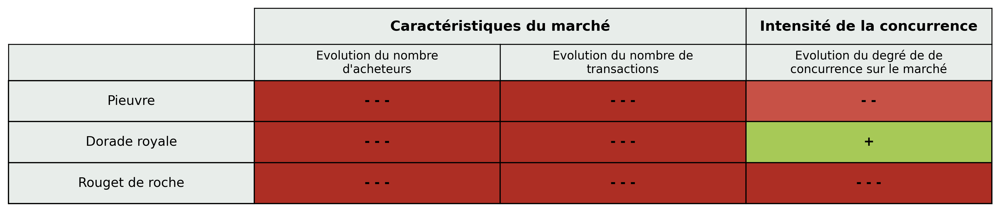 Caractéristiques du marché
Intensité de la concurrence
Evolution du nombre
d'acheteurs
Evolution du nombre de
transactions
Evolution du degré de de
concurrence sur le marché
Pieuvre
- - -
- - -
- -
Dorade royale
- - -
- - -
+
Rouget de roche
- - -
- - -
- - -